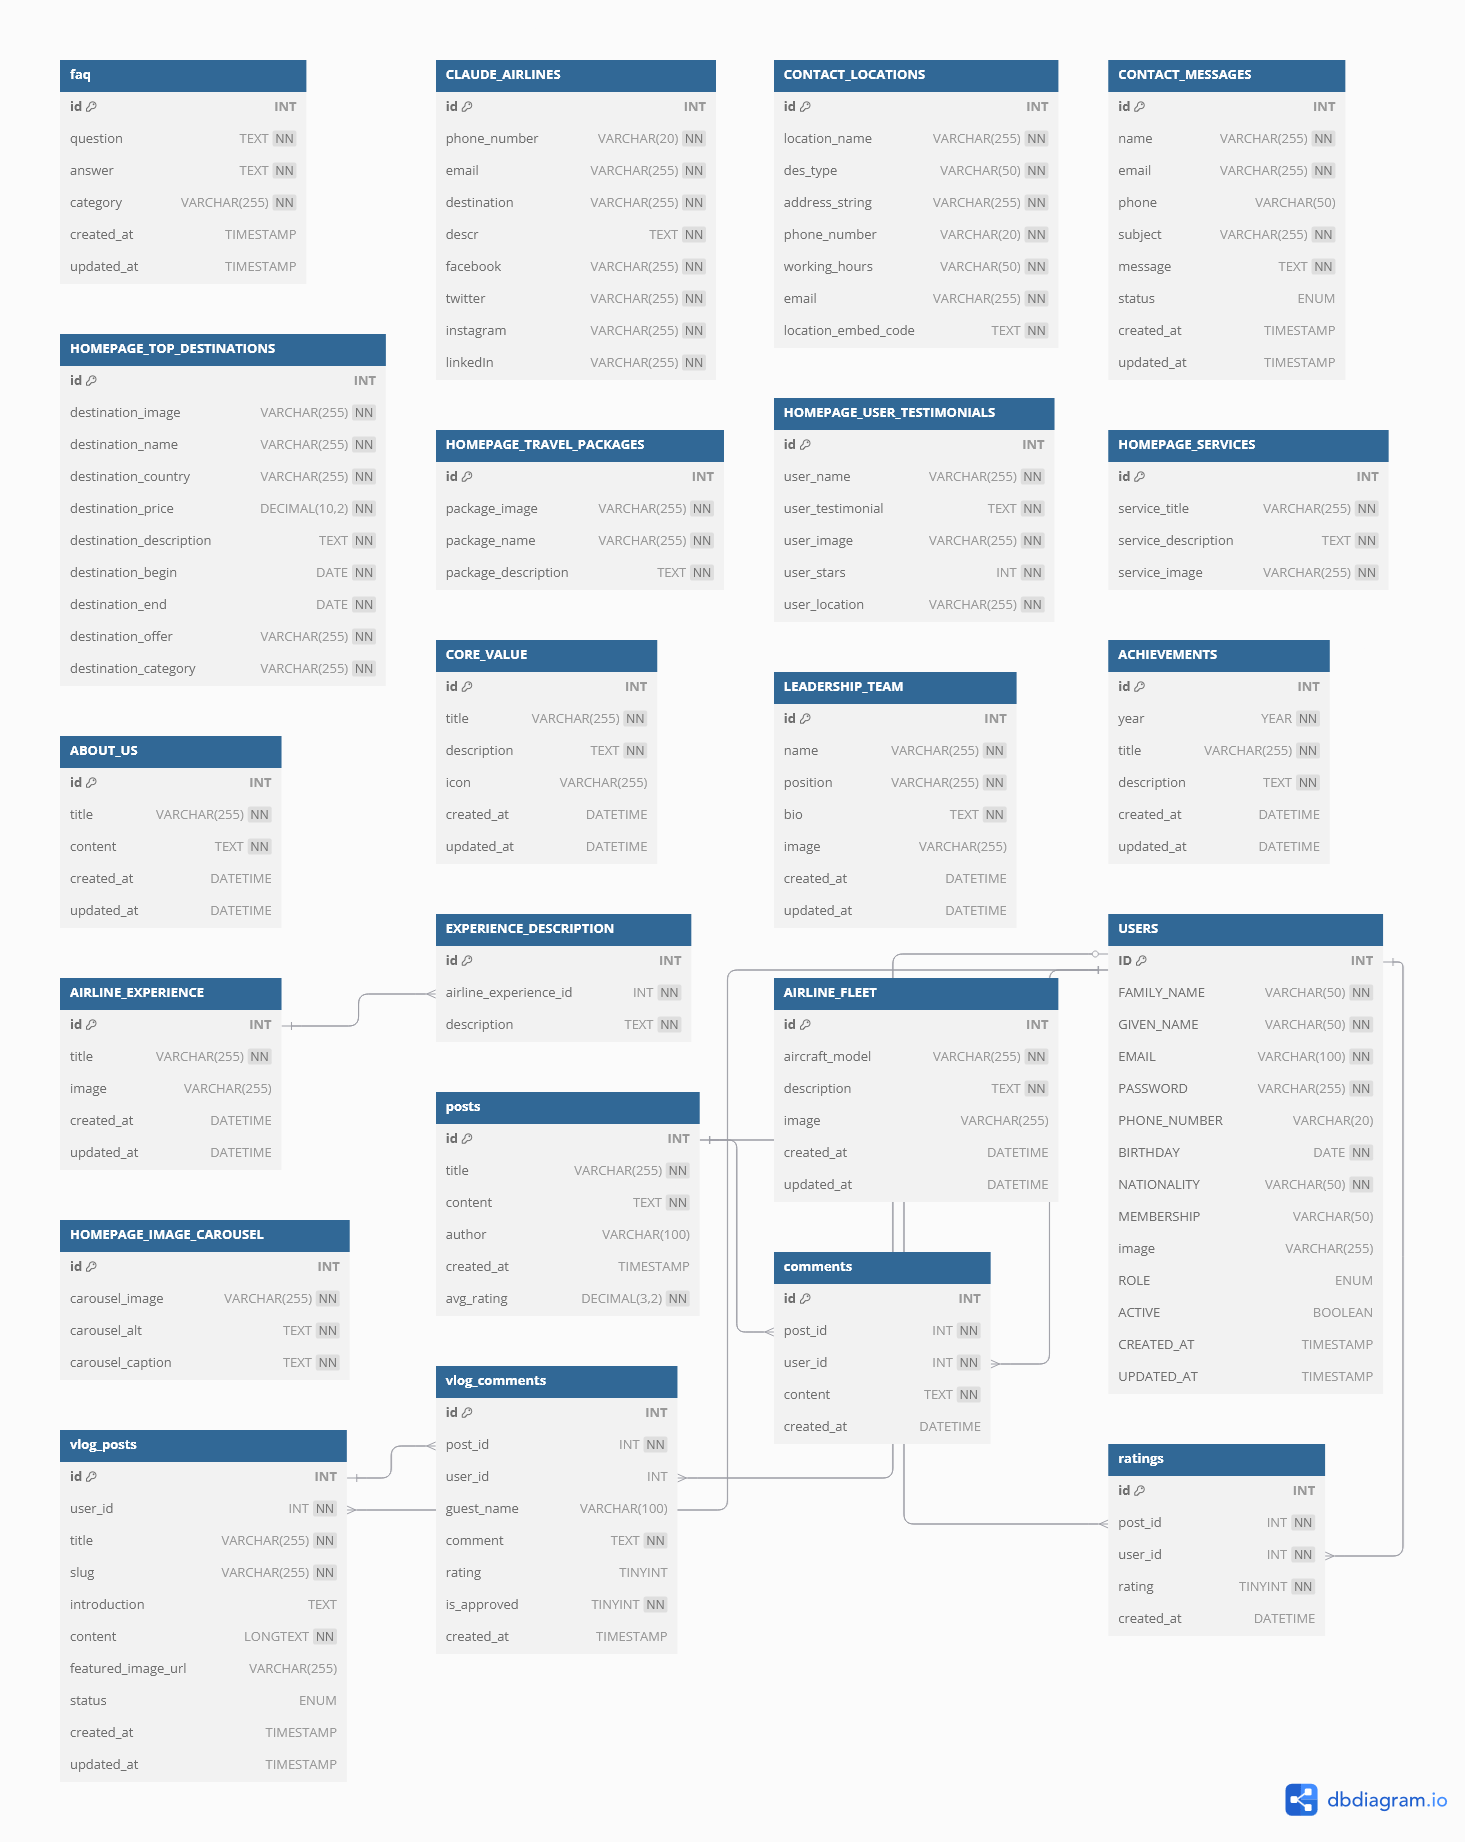 faq
id INT
question TEXT NN
answer TEXT NN
category VARCHAR(255) NN
created_at TIMESTAMP
updated_at TIMESTAMP
CLAUDE_AIRLINES
id INT
phone_number VARCHAR(20) NN
email VARCHAR(255) NN
destination VARCHAR(255) NN
descr TEXT NN
facebook VARCHAR(255) NN
twitter VARCHAR(255) NN
instagram VARCHAR(255) NN
linkedIn VARCHAR(255) NN
CONTACT_LOCATIONS
id INT
location_name VARCHAR(255) NN
des_type VARCHAR(50) NN
address_string VARCHAR(255) NN
phone_number VARCHAR(20) NN
working_hours VARCHAR(50) NN
email VARCHAR(255) NN
location_embed_code TEXT NN
CONTACT_MESSAGES
id INT
name VARCHAR(255) NN
email VARCHAR(255) NN
phone VARCHAR(50)
subject VARCHAR(255) NN
message TEXT NN
status ENUM
created_at TIMESTAMP
updated_at TIMESTAMP
HOMEPAGE_TOP_DESTINATIONS
id INT
destination_image VARCHAR(255) NN
destination_name VARCHAR(255) NN
destination_country VARCHAR(255) NN
destination_price DECIMAL(10,2) NN
destination_description TEXT NN
destination_begin DATE NN
destination_end DATE NN
destination_offer VARCHAR(255) NN
destination_category VARCHAR(255) NN
HOMEPAGE_TRAVEL_PACKAGES
id INT
package_image VARCHAR(255) NN
package_name VARCHAR(255) NN
package_description TEXT NN
HOMEPAGE_USER_TESTIMONIALS
id INT
user_name VARCHAR(255) NN
user_testimonial TEXT NN
user_image VARCHAR(255) NN
user_stars INT NN
user_location VARCHAR(255) NN
HOMEPAGE_SERVICES
id INT
service_title VARCHAR(255) NN
service_description TEXT NN
service_image VARCHAR(255) NN
ABOUT_US
id INT
title VARCHAR(255) NN
content TEXT NN
created_at DATETIME
updated_at DATETIME
CORE_VALUE
id INT
title VARCHAR(255) NN
description TEXT NN
icon VARCHAR(255)
created_at DATETIME
updated_at DATETIME
LEADERSHIP_TEAM
id INT
name VARCHAR(255) NN
position VARCHAR(255) NN
bio TEXT NN
image VARCHAR(255)
created_at DATETIME
updated_at DATETIME
ACHIEVEMENTS
id INT
year YEAR NN
title VARCHAR(255) NN
description TEXT NN
created_at DATETIME
updated_at DATETIME
AIRLINE_EXPERIENCE
id INT
title VARCHAR(255) NN
image VARCHAR(255)
created_at DATETIME
updated_at DATETIME
EXPERIENCE_DESCRIPTION
id INT
airline_experience_id INT NN
description TEXT NN
AIRLINE_FLEET
id INT
aircraft_model VARCHAR(255) NN
description TEXT NN
image VARCHAR(255)
created_at DATETIME
updated_at DATETIME
USERS
ID INT
FAMILY_NAME VARCHAR(50) NN
GIVEN_NAME VARCHAR(50) NN
EMAIL VARCHAR(100) NN
PASSWORD VARCHAR(255) NN
PHONE_NUMBER VARCHAR(20)
BIRTHDAY DATE NN
NATIONALITY VARCHAR(50) NN
MEMBERSHIP VARCHAR(50)
image VARCHAR(255)
ROLE ENUM
ACTIVE BOOLEAN
CREATED_AT TIMESTAMP
UPDATED_AT TIMESTAMP
HOMEPAGE_IMAGE_CAROUSEL
id INT
carousel_image VARCHAR(255) NN
carousel_alt TEXT NN
carousel_caption TEXT NN
posts
id INT
title VARCHAR(255) NN
content TEXT NN
author VARCHAR(100)
created_at TIMESTAMP
avg_rating DECIMAL(3,2) NN
comments
id INT
post_id INT NN
user_id INT NN
content TEXT NN
created_at DATETIME
vlog_posts
id INT
user_id INT NN
title VARCHAR(255) NN
slug VARCHAR(255) NN
introduction TEXT
content LONGTEXT NN
featured_image_url VARCHAR(255)
status ENUM
created_at TIMESTAMP
updated_at TIMESTAMP
vlog_comments
id INT
post_id INT NN
user_id INT
guest_name VARCHAR(100)
comment TEXT NN
rating TINYINT
is_approved TINYINT NN
created_at TIMESTAMP
ratings
id INT
post_id INT NN
user_id INT NN
rating TINYINT NN
created_at DATETIME
dbdiagram.io